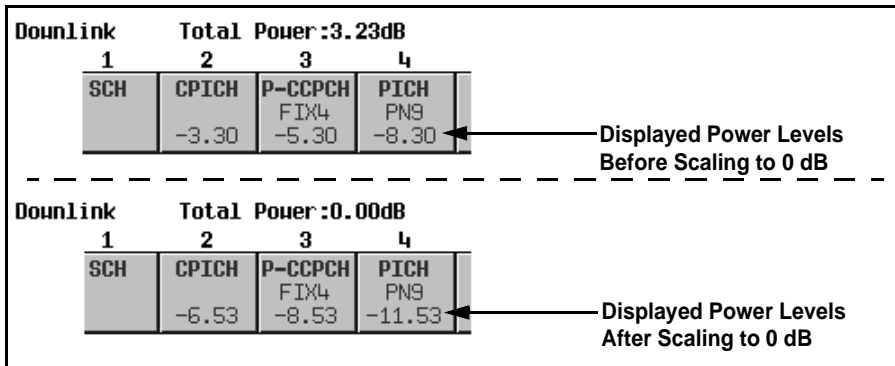 Downlink Total Power:3.23dB
1 2 3 4
SCH CPICH P-CCPCH PICH
FIX4 PN9
-3.30 -5.30 -8.30
Displayed Power Levels
Before Scaling to 0 dB
Downlink Total Power:0.00dB
1 2 3 4
SCH CPICH P-CCPCH PICH
FIX4 PN9
-6.53 -8.53 -11.53
Displayed Power Levels
After Scaling to 0 dB